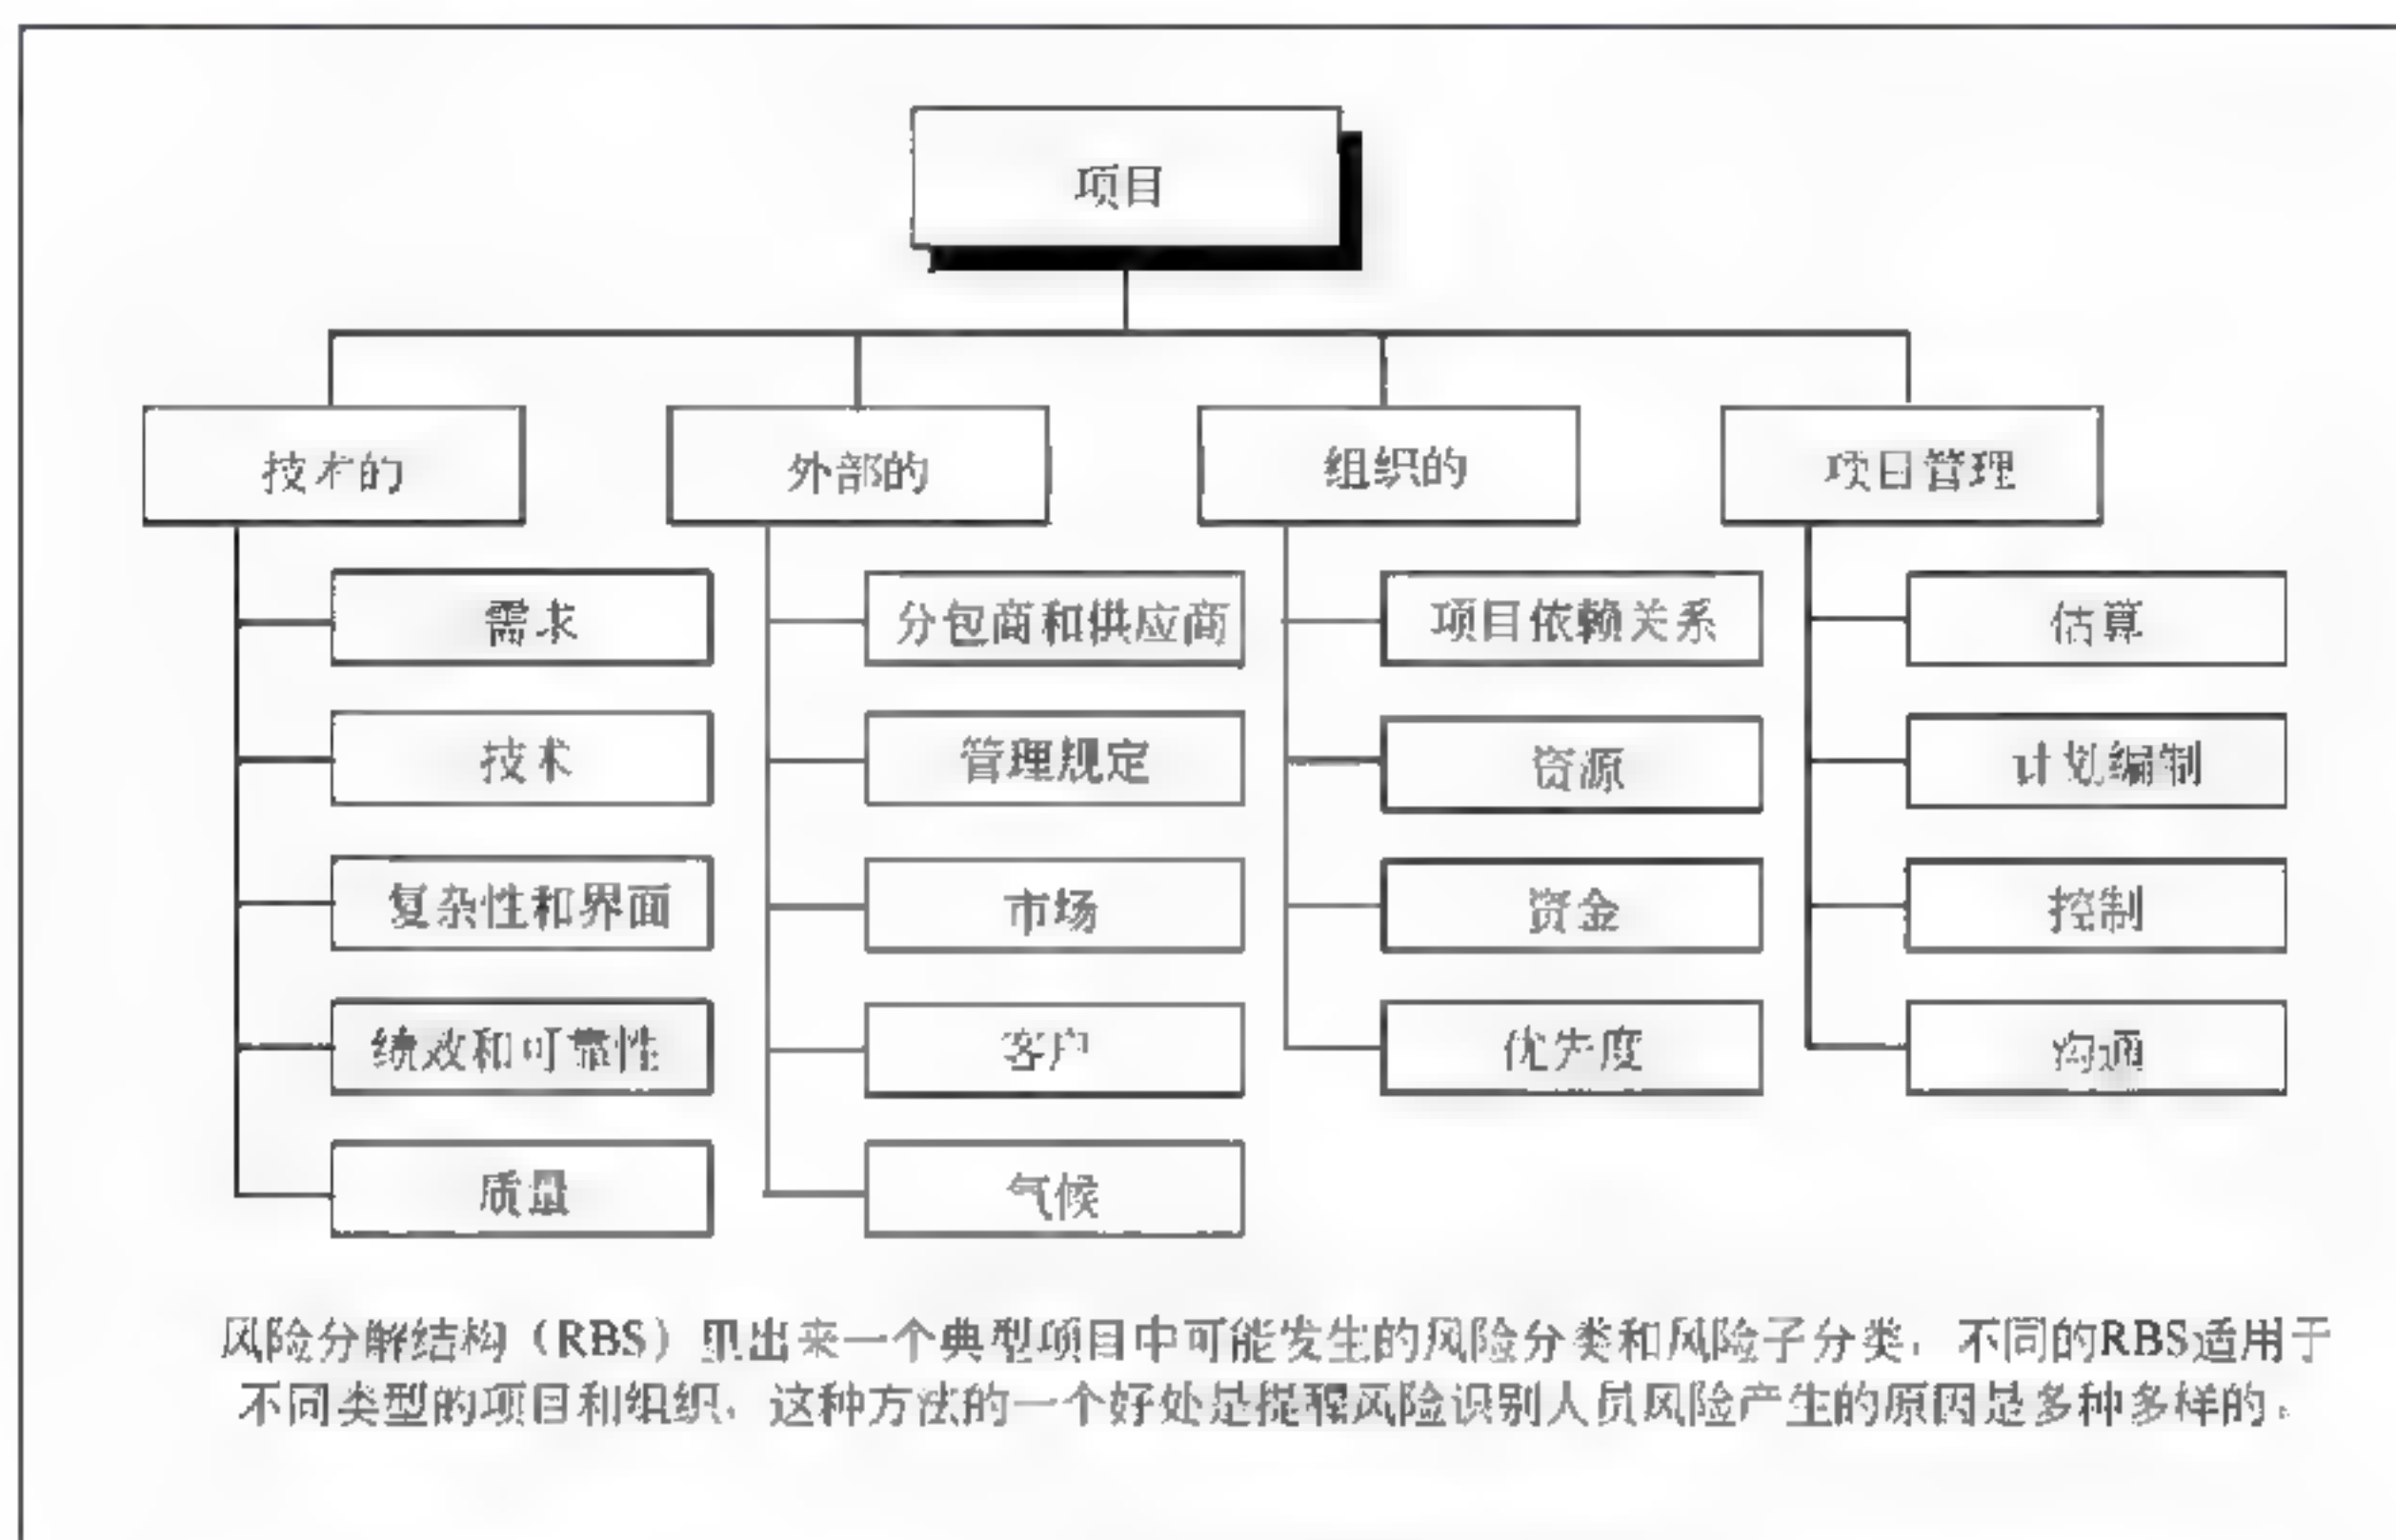 项目
技术的 外部的 组织的 项目管理
需求 分包商和供应商 项目依赖关系 估算
技术 管理规定 资源 计划编制
复杂性和界面 市场 资金 控制
绩效和可靠性 客户 优先度 沟通
质量 气候
风险分解结构（RBS）里出来一个典型项目中可能发生的风险分类和风险子分类。不同的RBS适用于
不同类型的项目和组织。这种方法的一个好处是提醒风险识别人员风险产生的原因是多种多样的。